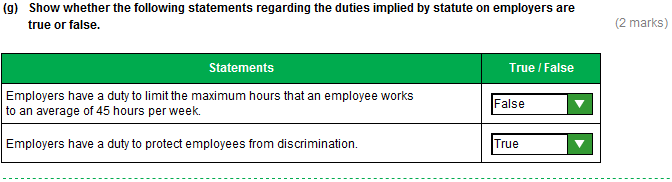 (g) Show whether the following statements regarding the duties implied by statute on employers are
true or false.
(2 marks)
Statements
True / False
Employers have a duty to limit the maximum hours that an employee works
to an average of 45 hours per week.
False
Employers have a duty to protect employees from discrimination.
True